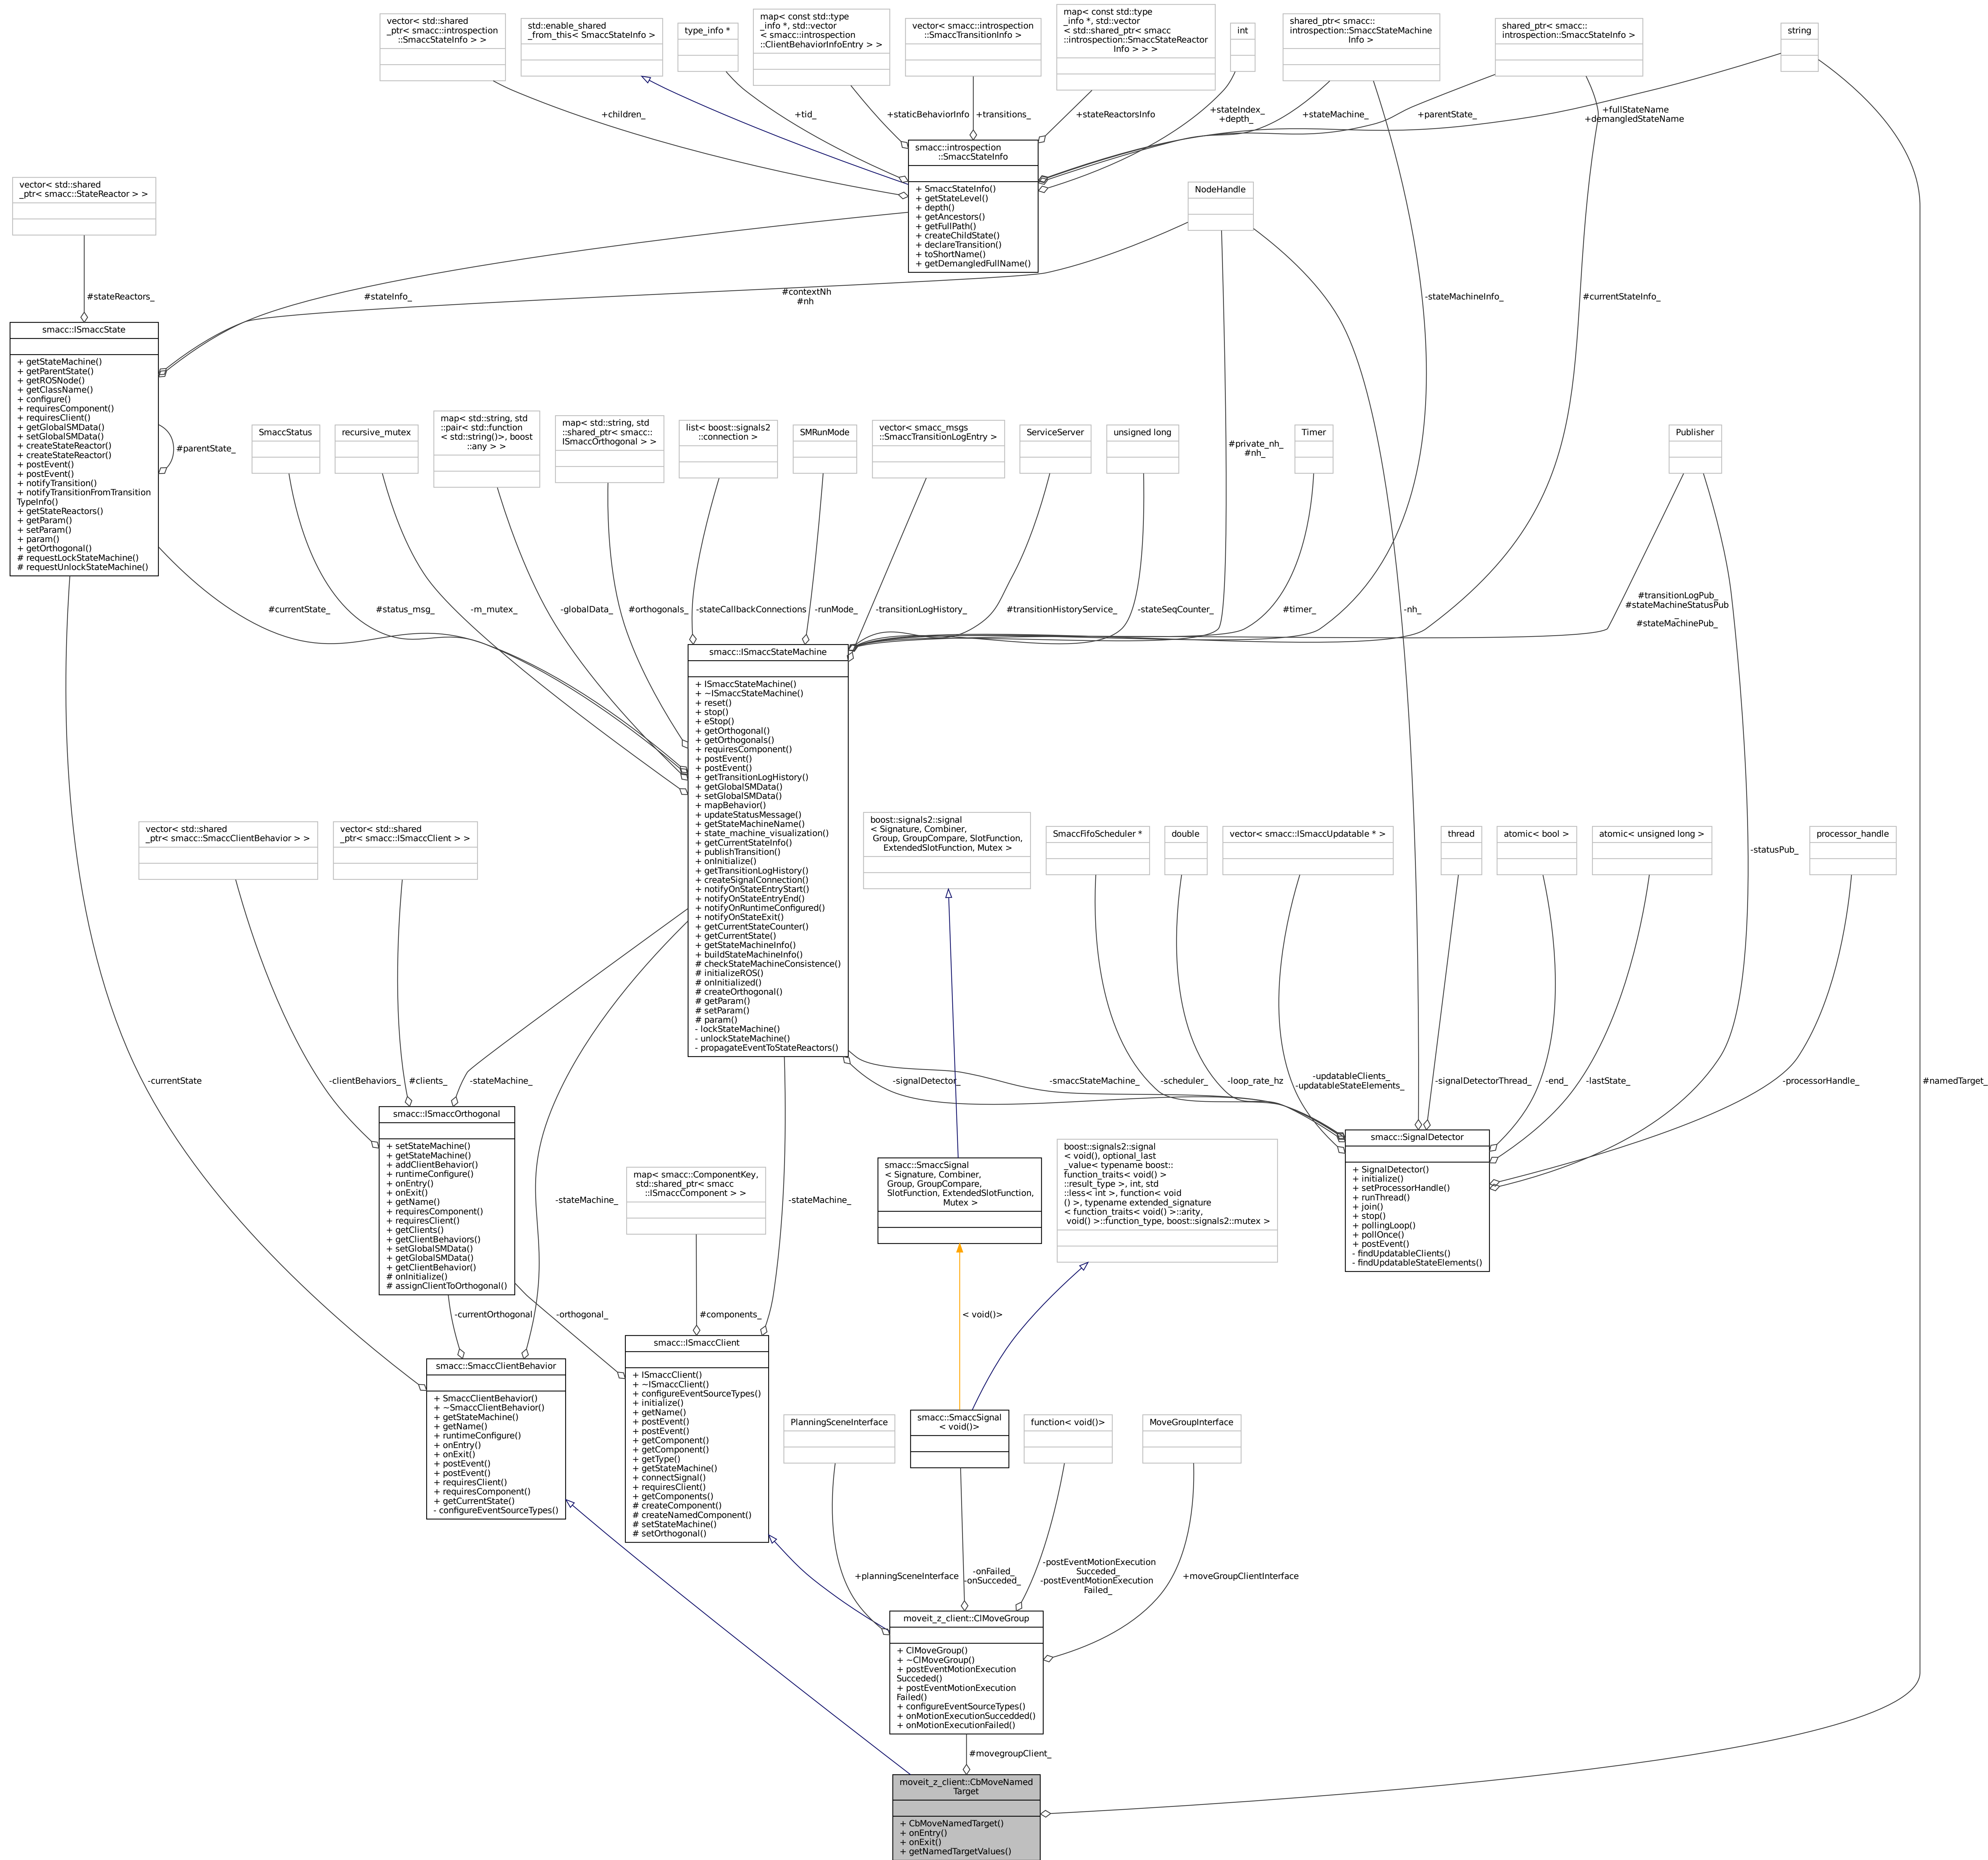 vector< std::shared
_ptr< smacc::introspection
::SmaccStateInfo > >
std::enable_shared
_from_this< SmaccStateInfo >
type_info *
map< const std::type
_info *, std::vector
< smacc::introspection
::ClientBehaviorInfoEntry > >
vector< smacc::introspection
::SmaccTransitionInfo >
map< const std::type
_info *, std::vector
< std::shared_ptr< smacc
::introspection::SmaccStateReactor
Info > > >
int
shared_ptr< smacc::
introspection::SmaccStateMachine
Info >
shared_ptr< smacc::
introspection::SmaccStateInfo >
string
+children_
+tid_
+staticBehaviorInfo
+transitions_
+stateReactorsInfo
+stateIndex_
+depth_
+stateMachine_
+parentState_
+fullStateName
+demangledStateName
smacc::introspection
::SmaccStateInfo
+ SmaccStateInfo()
+ getStateLevel()
+ depth()
+ getAncestors()
+ getFullPath()
+ createChildState()
+ declareTransition()
+ toShortName()
+ getDemangledFullName()
vector< std::shared
_ptr< smacc::StateReactor > >
NodeHandle
#stateReactors_
#stateInfo_
#contextNh
#nh
-stateMachineInfo_
#currentStateInfo_
smacc::ISmaccState
+ getStateMachine()
+ getParentState()
+ getROSNode()
+ getClassName()
+ configure()
+ requiresComponent()
+ requiresClient()
+ getGlobalSMData()
+ setGlobalSMData()
+ createStateReactor()
+ createStateReactor()
+ postEvent()
+ postEvent()
+ notifyTransition()
+ notifyTransitionFromTransition
TypeInfo()
+ getStateReactors()
+ getParam()
+ setParam()
+ param()
+ getOrthogonal()
# requestLockStateMachine()
# requestUnlockStateMachine()
#parentState_
SmaccStatus
recursive_mutex
map< std::string, std
::pair< std::function
< std::string()>, boost
::any > >
map< std::string, std
::shared_ptr< smacc::
ISmaccOrthogonal > >
list< boost::signals2
::connection >
SMRunMode
vector< smacc_msgs
::SmaccTransitionLogEntry >
ServiceServer
unsigned long
#private_nh_
#nh_
Timer
Publisher
#currentState_
#status_msg_
-m_mutex_
-globalData_
#orthogonals_
-stateCallbackConnections
-runMode_
-transitionLogHistory_
#transitionHistoryService_
-stateSeqCounter_
#timer_
-nh_
#transitionLogPub_
#stateMachineStatusPub
_
#stateMachinePub_
smacc::ISmaccStateMachine
+ ISmaccStateMachine()
+ ~ISmaccStateMachine()
+ reset()
+ stop()
+ eStop()
+ getOrthogonal()
+ getOrthogonals()
+ requiresComponent()
+ postEvent()
+ postEvent()
+ getTransitionLogHistory()
+ getGlobalSMData()
+ setGlobalSMData()
+ mapBehavior()
+ updateStatusMessage()
+ getStateMachineName()
+ state_machine_visualization()
+ getCurrentStateInfo()
+ publishTransition()
+ onInitialize()
+ getTransitionLogHistory()
+ createSignalConnection()
+ notifyOnStateEntryStart()
+ notifyOnStateEntryEnd()
+ notifyOnRuntimeConfigured()
+ notifyOnStateExit()
+ getCurrentStateCounter()
+ getCurrentState()
+ getStateMachineInfo()
+ buildStateMachineInfo()
# checkStateMachineConsistence()
# initializeROS()
# onInitialized()
# createOrthogonal()
# getParam()
# setParam()
# param()
- lockStateMachine()
- unlockStateMachine()
- propagateEventToStateReactors()
vector< std::shared
_ptr< smacc::SmaccClientBehavior > >
vector< std::shared
_ptr< smacc::ISmaccClient > >
boost::signals2::signal
< Signature, Combiner,
Group, GroupCompare, SlotFunction,
ExtendedSlotFunction, Mutex >
SmaccFifoScheduler *
double
vector< smacc::ISmaccUpdatable * >
thread
atomic< bool >
atomic< unsigned long >
processor_handle
-statusPub_
-currentState
-clientBehaviors_
#clients_
-stateMachine_
-signalDetector_
-smaccStateMachine_
-scheduler_
-loop_rate_hz
-updatableClients_
-updatableStateElements_
-signalDetectorThread_
-end_
-lastState_
-processorHandle_
#namedTarget_
smacc::ISmaccOrthogonal
+ setStateMachine()
+ getStateMachine()
+ addClientBehavior()
+ runtimeConfigure()
+ onEntry()
+ onExit()
+ getName()
+ requiresComponent()
+ requiresClient()
+ getClients()
+ getClientBehaviors()
+ setGlobalSMData()
+ getGlobalSMData()
+ getClientBehavior()
# onInitialize()
# assignClientToOrthogonal()
-stateMachine_
map< smacc::ComponentKey,
std::shared_ptr< smacc
::ISmaccComponent > >
-stateMachine_
smacc::SmaccSignal
< Signature, Combiner,
Group, GroupCompare,
SlotFunction, ExtendedSlotFunction,
Mutex >
boost::signals2::signal
< void(), optional_last
_value< typename boost::
function_traits< void() >
::result_type >, int, std
::less< int >, function< void
() >, typename extended_signature
< function_traits< void() >::arity,
void() >::function_type, boost::signals2::mutex >
smacc::SignalDetector
+ SignalDetector()
+ initialize()
+ setProcessorHandle()
+ runThread()
+ join()
+ stop()
+ pollingLoop()
+ pollOnce()
+ postEvent()
- findUpdatableClients()
- findUpdatableStateElements()
-currentOrthogonal
-orthogonal_
#components_
< void()>
smacc::SmaccClientBehavior
+ SmaccClientBehavior()
+ ~SmaccClientBehavior()
+ getStateMachine()
+ getName()
+ runtimeConfigure()
+ onEntry()
+ onExit()
+ postEvent()
+ postEvent()
+ requiresClient()
+ requiresComponent()
+ getCurrentState()
- configureEventSourceTypes()
smacc::ISmaccClient
+ ISmaccClient()
+ ~ISmaccClient()
+ configureEventSourceTypes()
+ initialize()
+ getName()
+ postEvent()
+ postEvent()
+ getComponent()
+ getComponent()
+ getType()
+ getStateMachine()
+ connectSignal()
+ requiresClient()
+ getComponents()
# createComponent()
# createNamedComponent()
# setStateMachine()
# setOrthogonal()
PlanningSceneInterface
smacc::SmaccSignal
< void()>
function< void()>
MoveGroupInterface
+planningSceneInterface
-onFailed_
-onSucceded_
-postEventMotionExecution
Succeded_
-postEventMotionExecution
Failed_
+moveGroupClientInterface
moveit_z_client::ClMoveGroup
+ ClMoveGroup()
+ ~ClMoveGroup()
+ postEventMotionExecution
Succeded()
+ postEventMotionExecution
Failed()
+ configureEventSourceTypes()
+ onMotionExecutionSuccedded()
+ onMotionExecutionFailed()
#movegroupClient_
moveit_z_client::CbMoveNamed
Target
+ CbMoveNamedTarget()
+ onEntry()
+ onExit()
+ getNamedTargetValues()